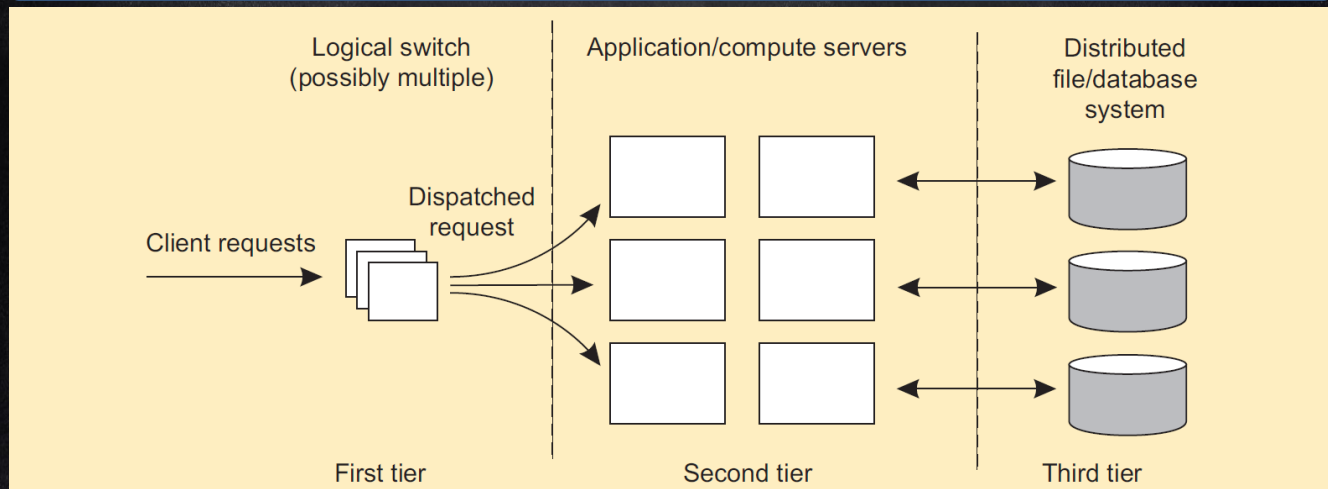 Logical switch
(possibly multiple)
Application/compute servers
Distributed
file/database
system
Dispatched
request
Client requests
First tier
Second tier
Third tier